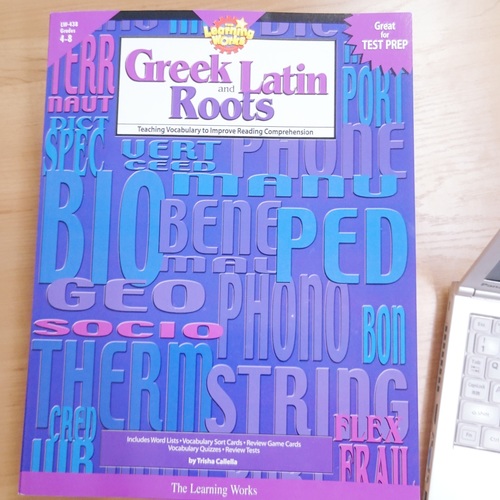 LW-438
Grades
4-8
The
Learning
Works
Great
for
TEST PREP
Greek and Latin
Roots
Teaching Vocabulary to Improve Reading Comprehension
TERR
NAUT
DICT
PORT
SPEC
VERT
CEED
PHONE
MANU
BIO
BENE
PED
MAL
GEO
PHONO
SOCIO
BON
THERM
STRING
CRED
FLEX
FRAIL
Includes Word Lists • Vocabulary Sort Cards • Review Game Cards
Vocabulary Quizzes • Review Tests
by Trisha Callella
The Learning Works